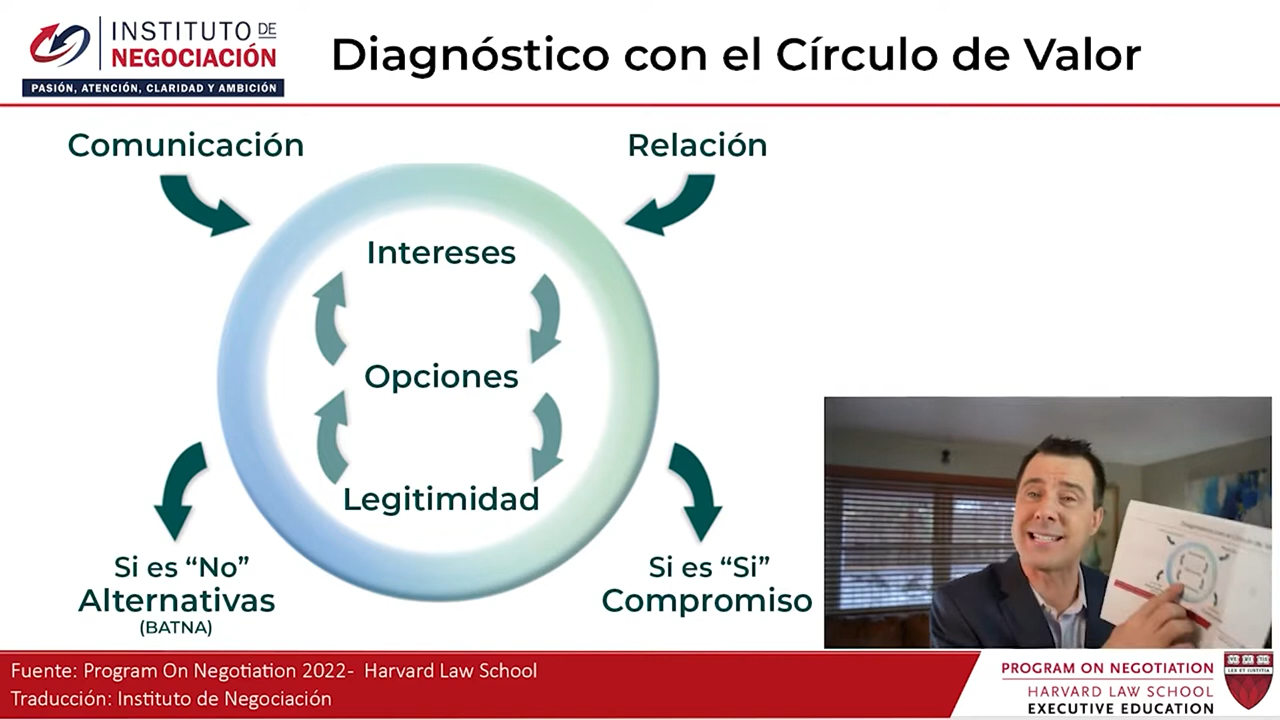 INSTITUTO DE
NEGOCIACIÓN
PASIÓN, ATENCIÓN, CLARIDAD Y AMBICIÓN
Diagnóstico con el Círculo de Valor
Comunicación
Relación
Intereses
Opciones
Legitimidad
Si es “No”
Alternativas
(BATNA)
Si es “Si”
Compromiso
Fuente: Program On Negotiation 2022- Harvard Law School
Traducción: Instituto de Negociación
PROGRAM ON NEGOTIATION
HARVARD LAW SCHOOL
EXECUTIVE EDUCATION